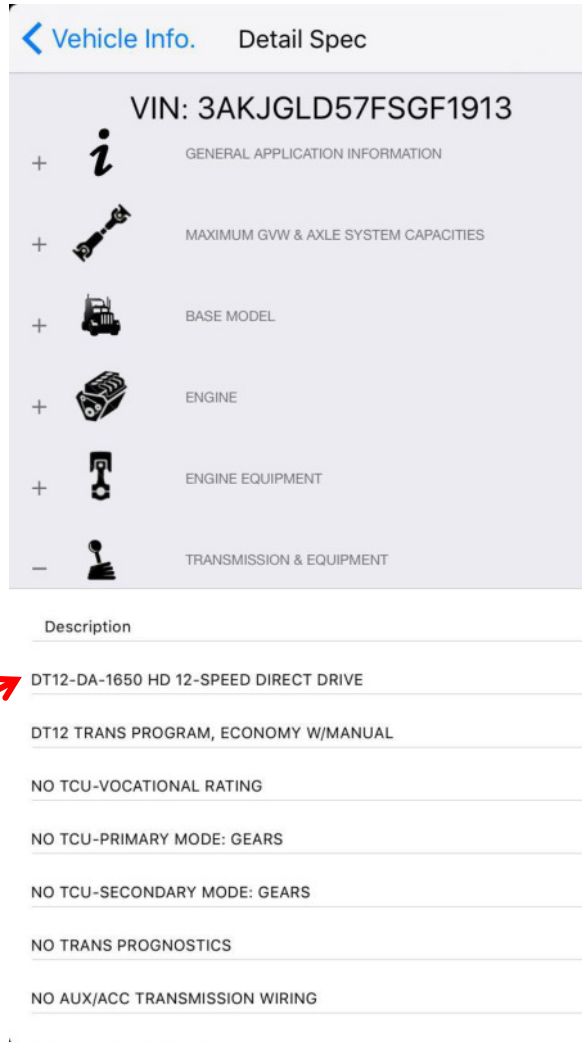 Vehicle Info. Detail Spec
VIN: 3AKJGLD57FSGF1913
GENERAL APPLICATION INFORMATION
MAXIMUM GVW & AXLE SYSTEM CAPACITIES
BASE MODEL
ENGINE
ENGINE EQUIPMENT
TRANSMISSION & EQUIPMENT
Description
DT12-DA-1650 HD 12-SPEED DIRECT DRIVE
DT12 TRANS PROGRAM, ECONOMY W/MANUAL
NO TCU-VOCATIONAL RATING
NO TCU-PRIMARY MODE: GEARS
NO TCU-SECONDARY MODE: GEARS
NO TRANS PROGNOSTICS
NO AUX/ACC TRANSMISSION WIRING